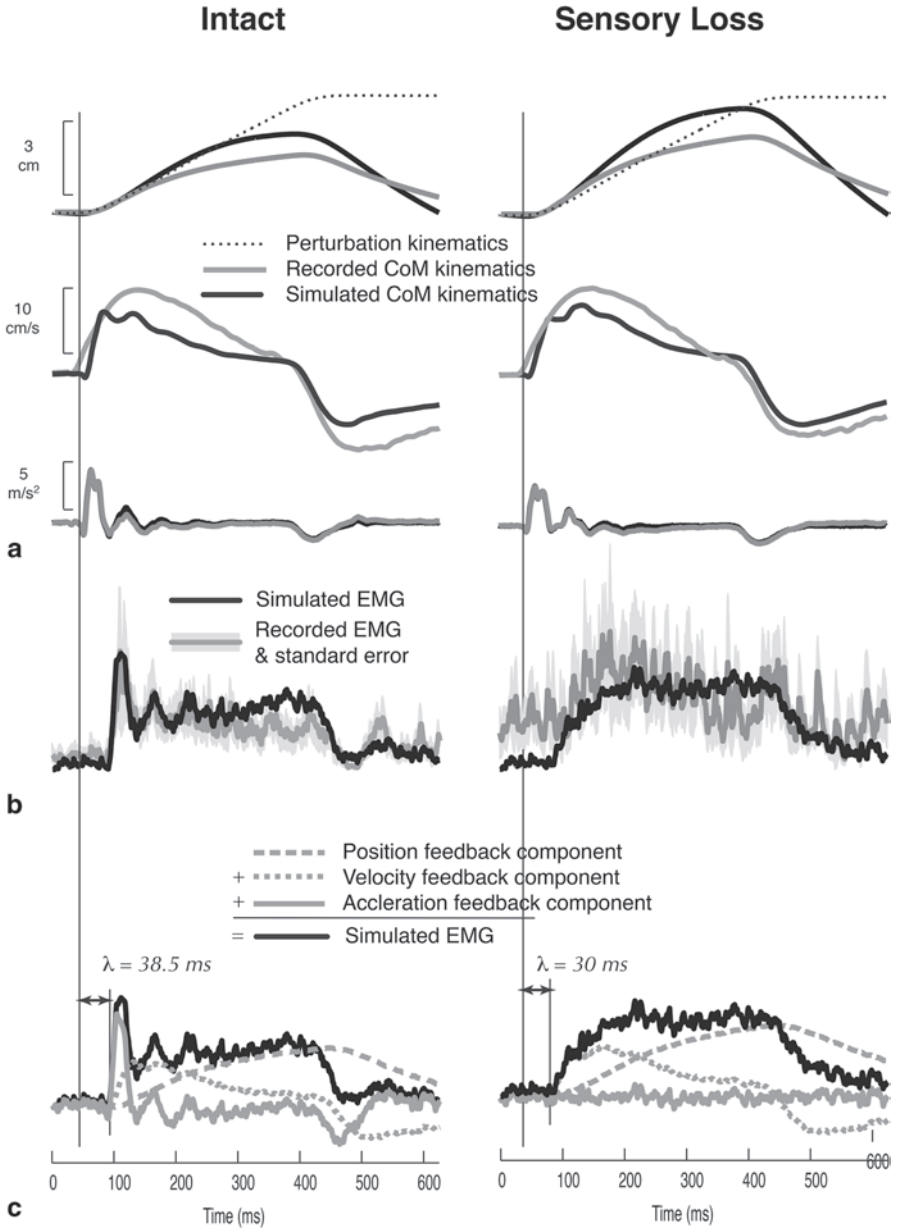 Intact Sensory Loss
3
cm
Perturbation kinematics
Recorded CoM kinematics
Simulated CoM kinematics
10
cm/s
5
m/s²
a
Simulated EMG
Recorded EMG
& standard error
b
Position feedback component
+ Velocity feedback component
+ Accleration feedback component
= Simulated EMG
λ = 38.5 ms λ = 30 ms
0 100 200 300 400 500 600 0 100 200 300 400 500 600
Time (ms) Time (ms)
c